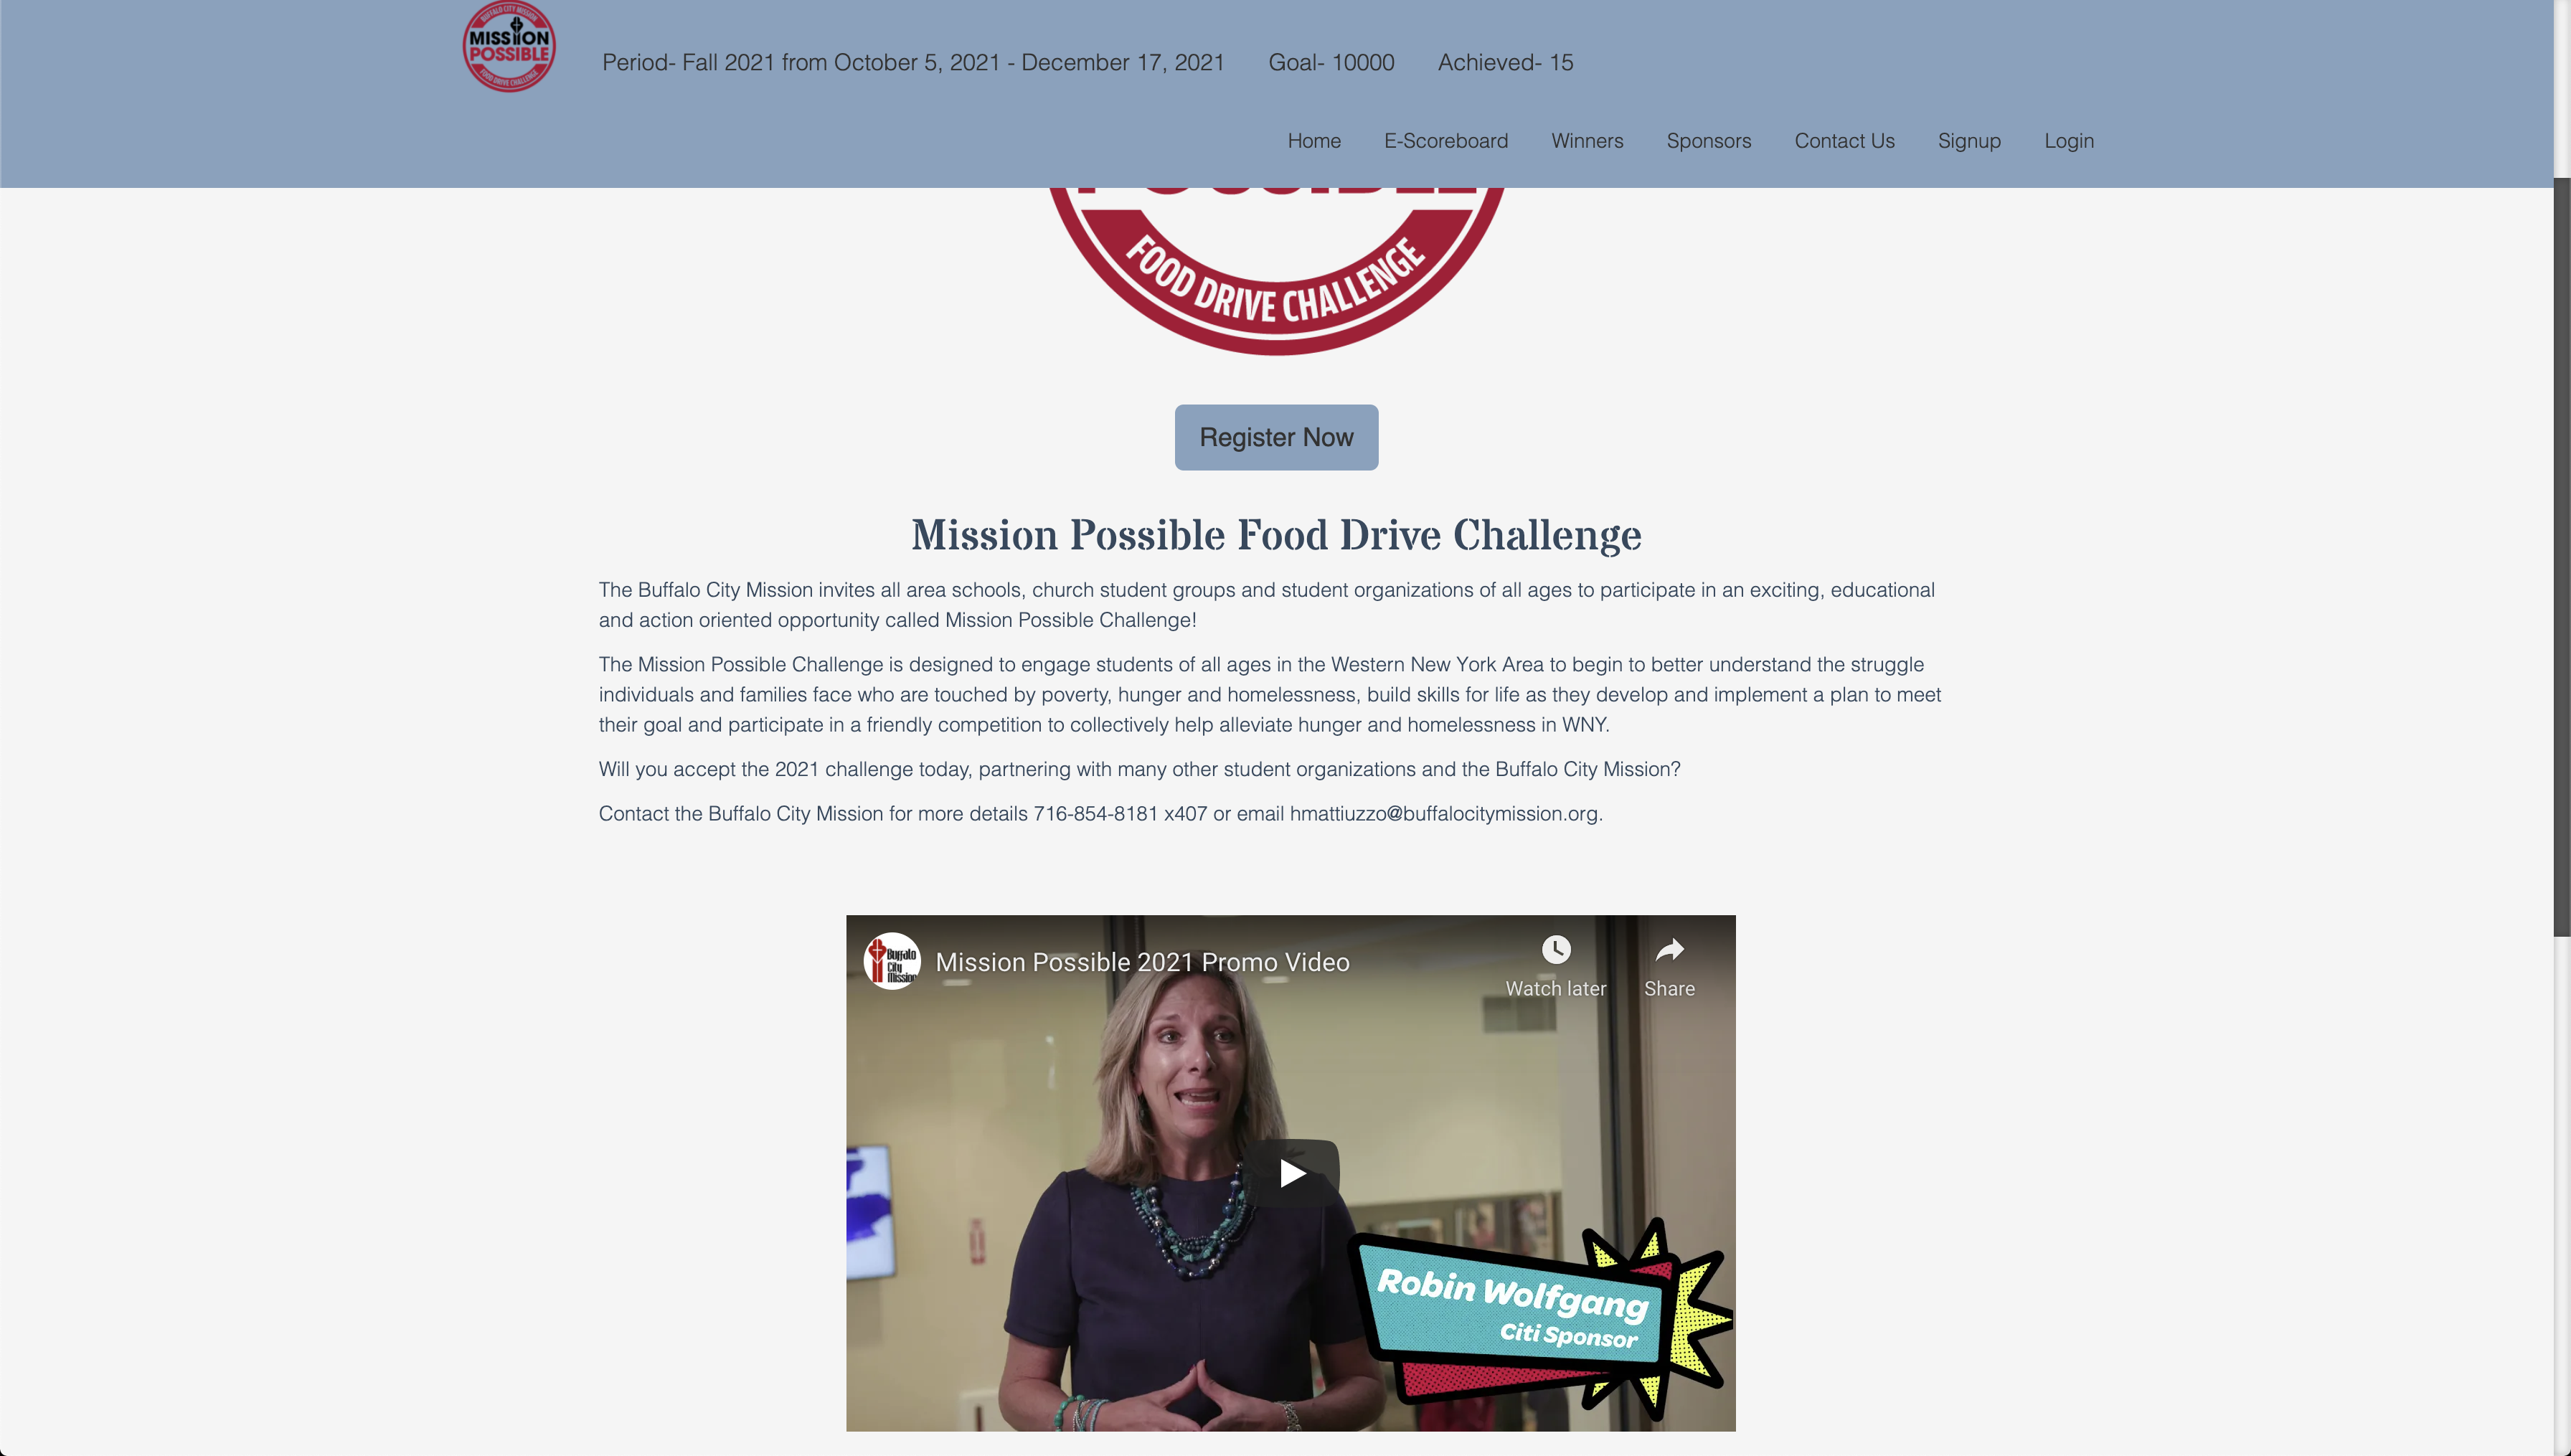 BUFFALO CITY MISSION
MISSION
POSSIBLE
FOOD DRIVE CHALLENGE
Period- Fall 2021 from October 5, 2021 - December 17, 2021 Goal- 10000 Achieved- 15
Home E-Scoreboard Winners Sponsors Contact Us Signup Login
FOOD DRIVE CHALLENGE
Register Now
Mission Possible Food Drive Challenge
The Buffalo City Mission invites all area schools, church student groups and student organizations of all ages to participate in an exciting, educational
and action oriented opportunity called Mission Possible Challenge!
The Mission Possible Challenge is designed to engage students of all ages in the Western New York Area to begin to better understand the struggle
individuals and families face who are touched by poverty, hunger and homelessness, build skills for life as they develop and implement a plan to meet
their goal and participate in a friendly competition to collectively help alleviate hunger and homelessness in WNY.
Will you accept the 2021 challenge today, partnering with many other student organizations and the Buffalo City Mission?
Contact the Buffalo City Mission for more details 716-854-8181 x407 or email hmattiuzzo@buffalocitymission.org.
Buffalo
City
Mission
Mission Possible 2021 Promo Video
Watch later Share
Robin Wolfgang
Citi Sponsor